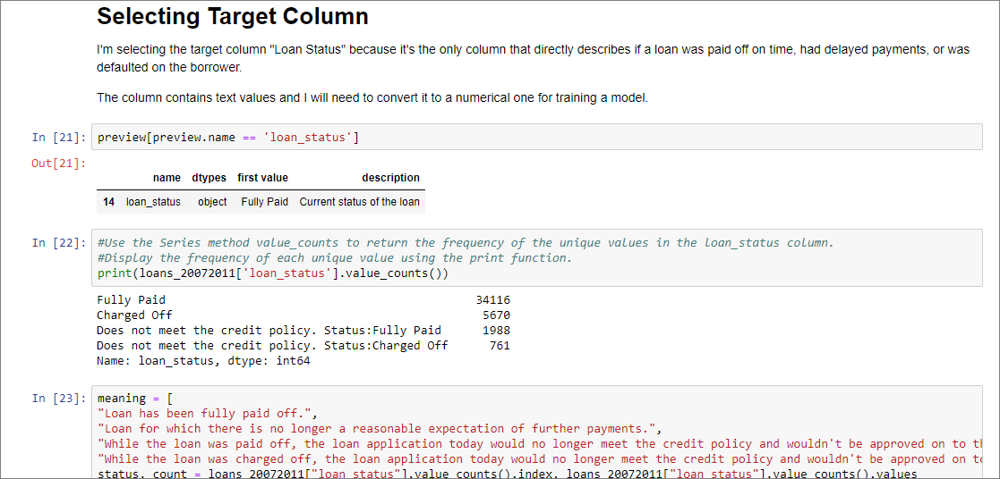 Selecting Target Column
I'm selecting the target column "Loan Status" because it's the only column that directly describes if a loan was paid off on time, had delayed payments, or was
defaulted on the borrower.
The column contains text values and I will need to convert it to a numerical one for training a model.
In [21]: preview[preview.name == 'loan_status']
Out[21]:
name dtypes first value description
14 loan_status object Fully Paid Current status of the loan
In [22]: #Use the Series method value_counts to return the frequency of the unique values in the loan_status column.
#Display the frequency of each unique value using the print function.
print(loans_20072011['loan_status'].value_counts())
Fully Paid 34116
Charged Off 5670
Does not meet the credit policy. Status:Fully Paid 1988
Does not meet the credit policy. Status:Charged Off 761
Name: loan_status, dtype: int64
In [23]: meaning = [
"Loan has been fully paid off.",
"Loan for which there is no longer a reasonable expectation of further payments.",
"While the loan was paid off, the loan application today would no longer meet the credit policy and wouldn't be approved on to
"While the loan was charged off, the loan application today would no longer meet the credit policy and wouldn't be approved on
status, count = loans_20072011["loan_status"].value_counts().index, loans_20072011["loan_status"].value_counts().values